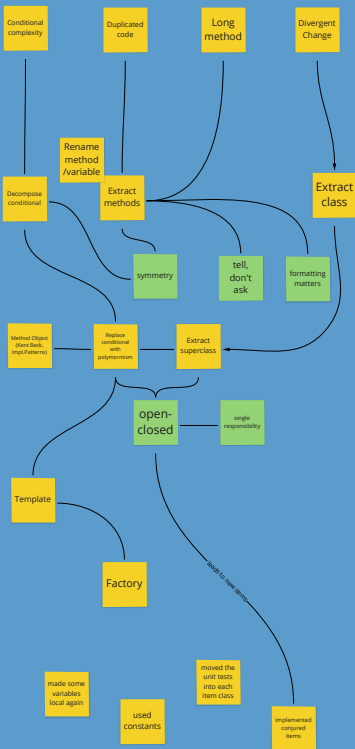 Conditional
complexity
Duplicated
code
Long
method
Divergent
Change
Rename
method
/variable
Decompose
conditional
Extract
methods
Extract
class
symmetry
tell,
don't
ask
formatting
matters
Method Object
(Kent Beck,
impl.Patterns)
Replace
conditional
with
polymormism
Extract
superclass
open-
closed
single
responsibility
Template
Factory
leads to new items
made some
variables
local again
used
constants
moved the
unit tests
into each
item class
implemented
conjured
items